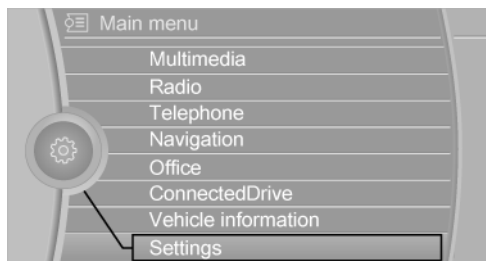 Main menu
Multimedia
Radio
Telephone
Navigation
Office
ConnectedDrive
Vehicle information
Settings